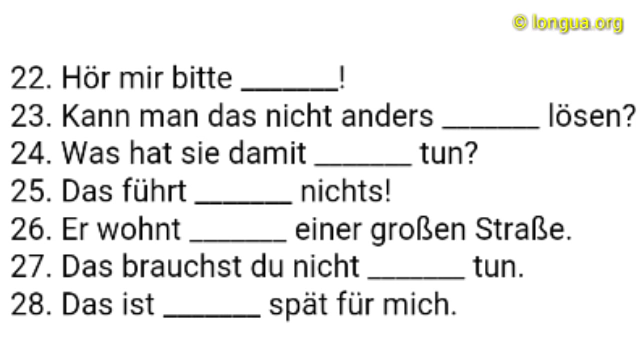 © longua.org
22. Hör mir bitte _______!
23. Kann man das nicht anders _______ lösen?
24. Was hat sie damit _______ tun?
25. Das führt _______ nichts!
26. Er wohnt _______ einer großen Straße.
27. Das brauchst du nicht _______ tun.
28. Das ist _______ spät für mich.